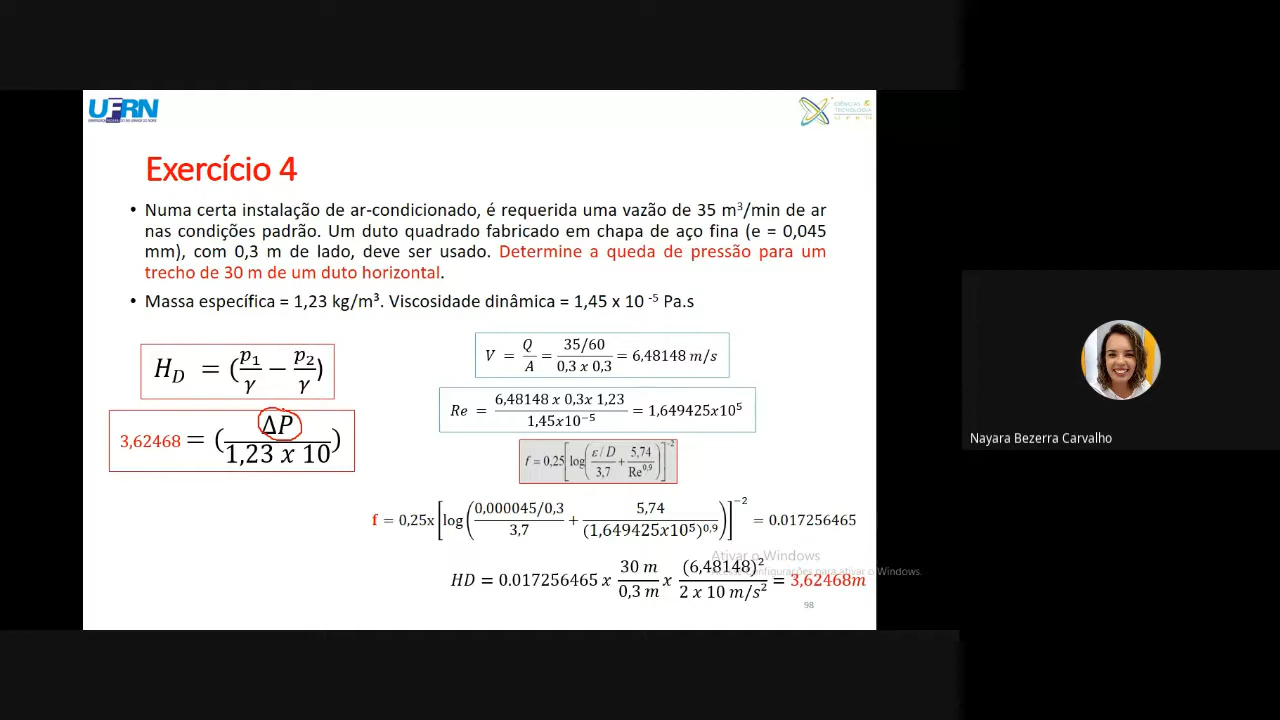 UFRN
CIÊNCIAS &
TECNOLOGIA
UFRN
Exercício 4
• Numa certa instalação de ar-condicionado, é requerida uma vazão de 35 m³/min de ar
nas condições padrão. Um duto quadrado fabricado em chapa de aço fina (e = 0,045
mm), com 0,3 m de lado, deve ser usado. Determine a queda de pressão para um
trecho de 30 m de um duto horizontal.
• Massa específica = 1,23 kg/m³. Viscosidade dinâmica = 1,45 x 10 ⁻⁵ Pa.s
H_D = (p₁/γ − p₂/γ)
3,62468 = (ΔP/(1,23 x 10))
V = Q/A = (35/60)/(0,3 x 0,3) = 6,48148 m/s
Re = (6,48148 x 0,3x 1,23)/(1,45x10⁻⁵) = 1,649425x10⁵
f = 0,25[log((ε/D)/3,7 + 5,74/Re^0,9)]⁻²
f = 0,25x[log((0,000045/0,3)/3,7 + 5,74/(1,649425x10⁵)^0,9)]⁻² = 0.017256465
Ativar o Windows
HD = 0.017256465 x (30 m)/(0,3 m) x (6,48148)²/(2 x 10 m/s²) = 3,62468m
98
Nayara Bezerra Carvalho